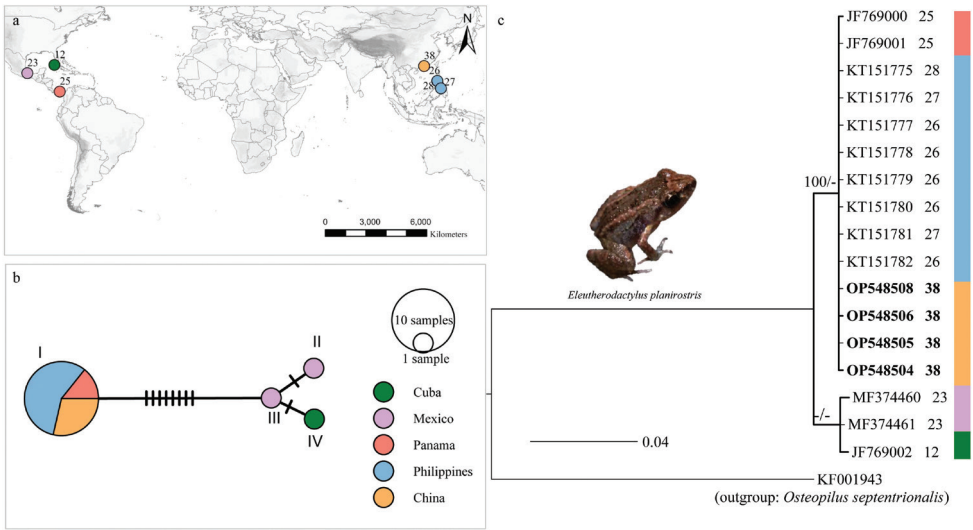 a
N
12
23
25
38
26
27
28
0 3,000 6,000
Kilometers
b
I
II
III
IV
10 samples
1 sample
Cuba
Mexico
Panama
Philippines
China
c
JF769000 25
JF769001 25
KT151775 28
KT151776 27
KT151777 26
KT151778 26
KT151779 26
KT151780 26
KT151781 27
KT151782 26
OP548508 38
OP548506 38
OP548505 38
OP548504 38
MF374460 23
MF374461 23
JF769002 12
KF001943
(outgroup: Osteopilus septentrionalis)
100/-
-/-
Eleutherodactylus planirostris
0.04